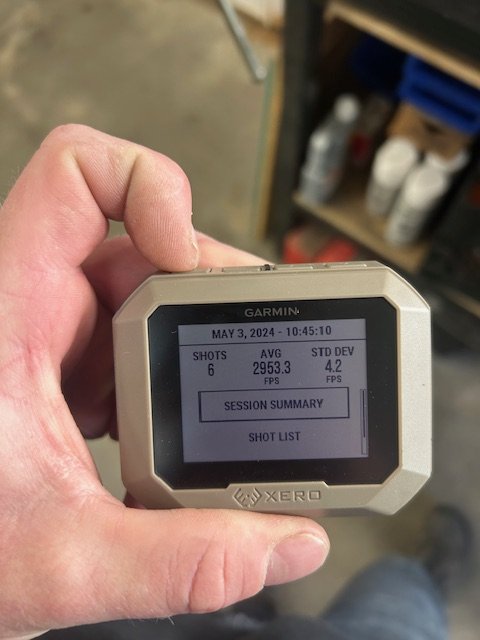 GARMIN
MAY 3, 2024 - 10:45:10
SHOTS AVG STD DEV
6 2953.3 4.2
FPS FPS
SESSION SUMMARY
SHOT LIST
XERO